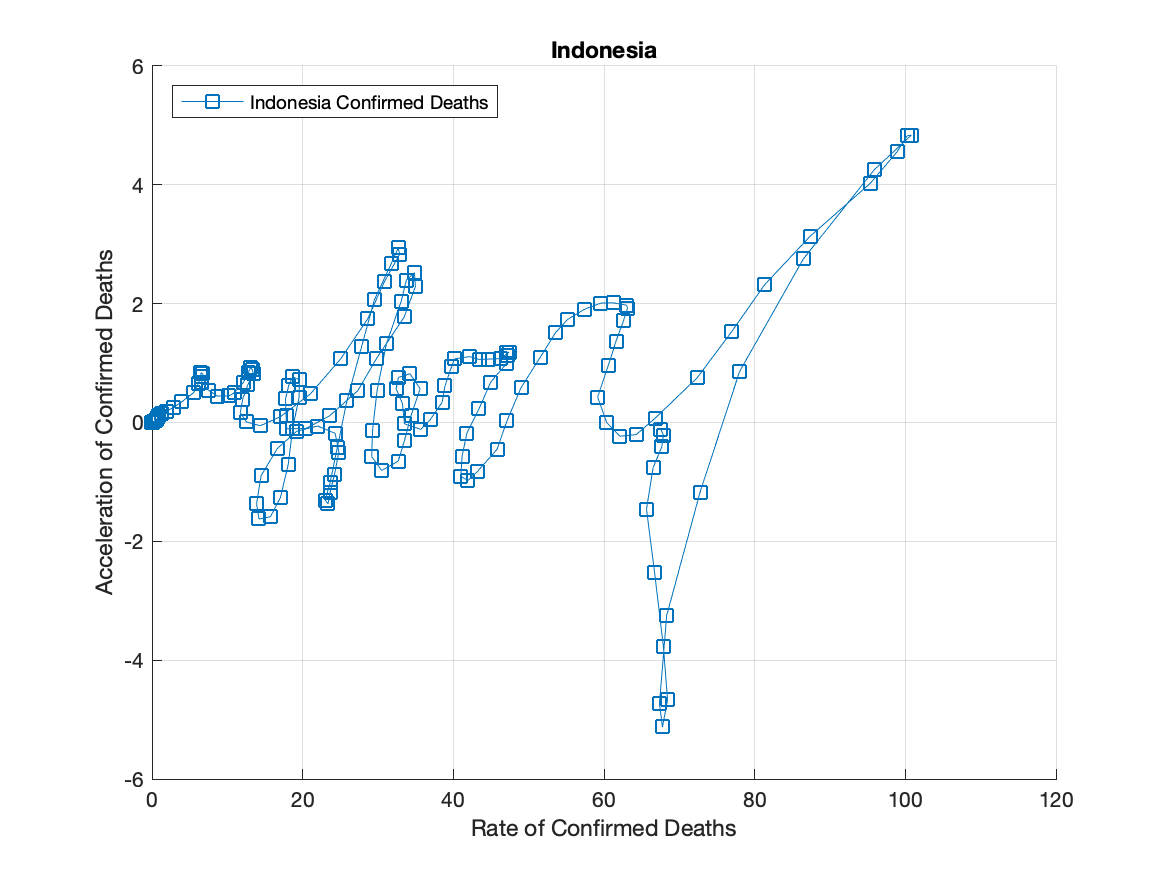 Indonesia
Indonesia Confirmed Deaths
6
4
2
0
-2
-4
-6
Acceleration of Confirmed Deaths
0 20 40 60 80 100 120
Rate of Confirmed Deaths